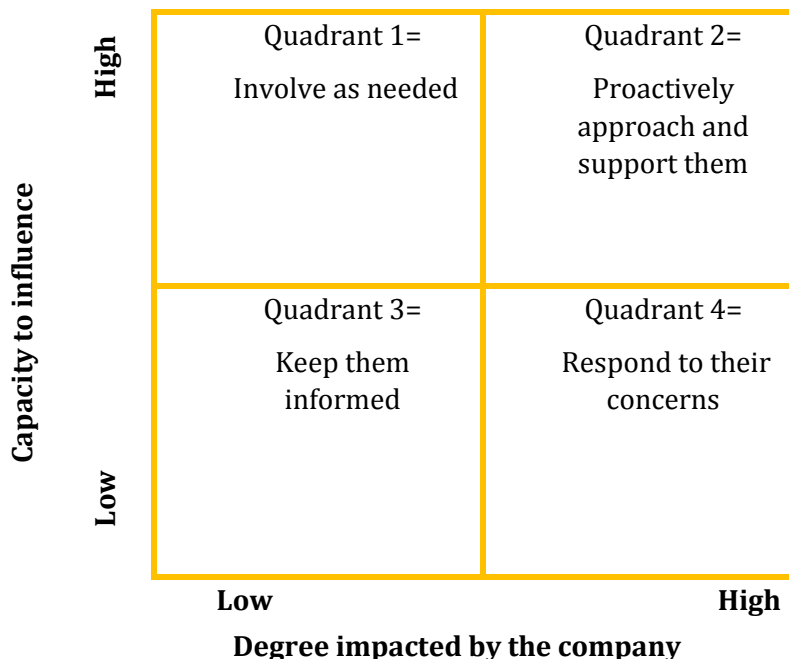 High
Quadrant 1=
Involve as needed
Quadrant 2=
Proactively
approach and
support them
Capacity to influence
Quadrant 3=
Keep them
informed
Quadrant 4=
Respond to their
concerns
Low
Low
High
Degree impacted by the company